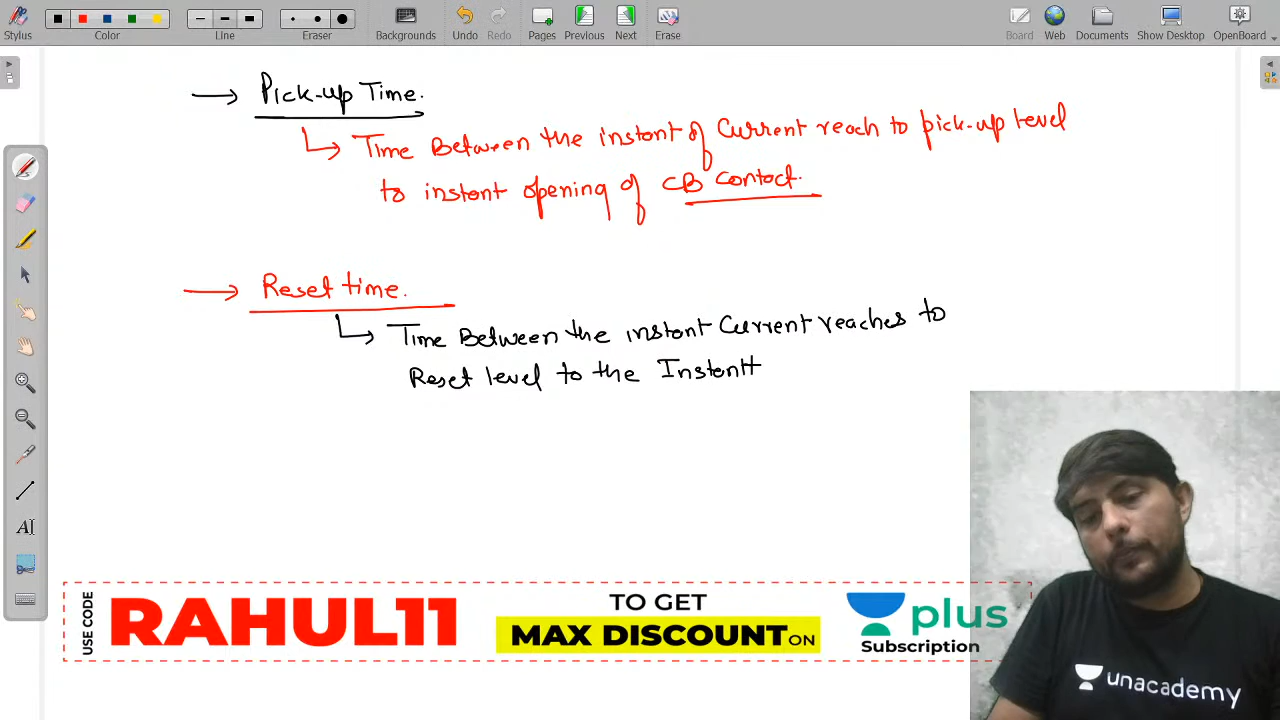 Stylus
Color
Line
Eraser
Backgrounds
Undo
Redo
Pages
Previous
Next
Erase
Board
Web
Documents
Show Desktop
OpenBoard
→ Pick-up Time.
Time Between the instant of Current reach to pick-up level
to instant opening of CB contact.
→ Reset time.
Time Between the instant Current reaches to
Reset level to the Instant
AI
USE CODE
RAHUL11
TO GET
MAX DISCOUNT ON
plus
Subscription
unacademy